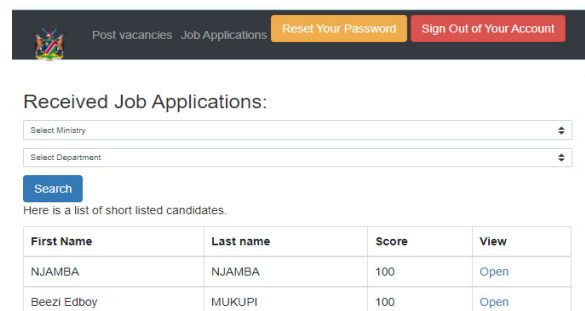 Post vacancies Job Applications Reset Your Password Sign Out of Your Account
Received Job Applications:
Select Ministry
Select Department
Search
Here is a list of short listed candidates.
First Name Last name Score View
NJAMBA NJAMBA 100 Open
Beezi Edboy MUKUPI 100 Open